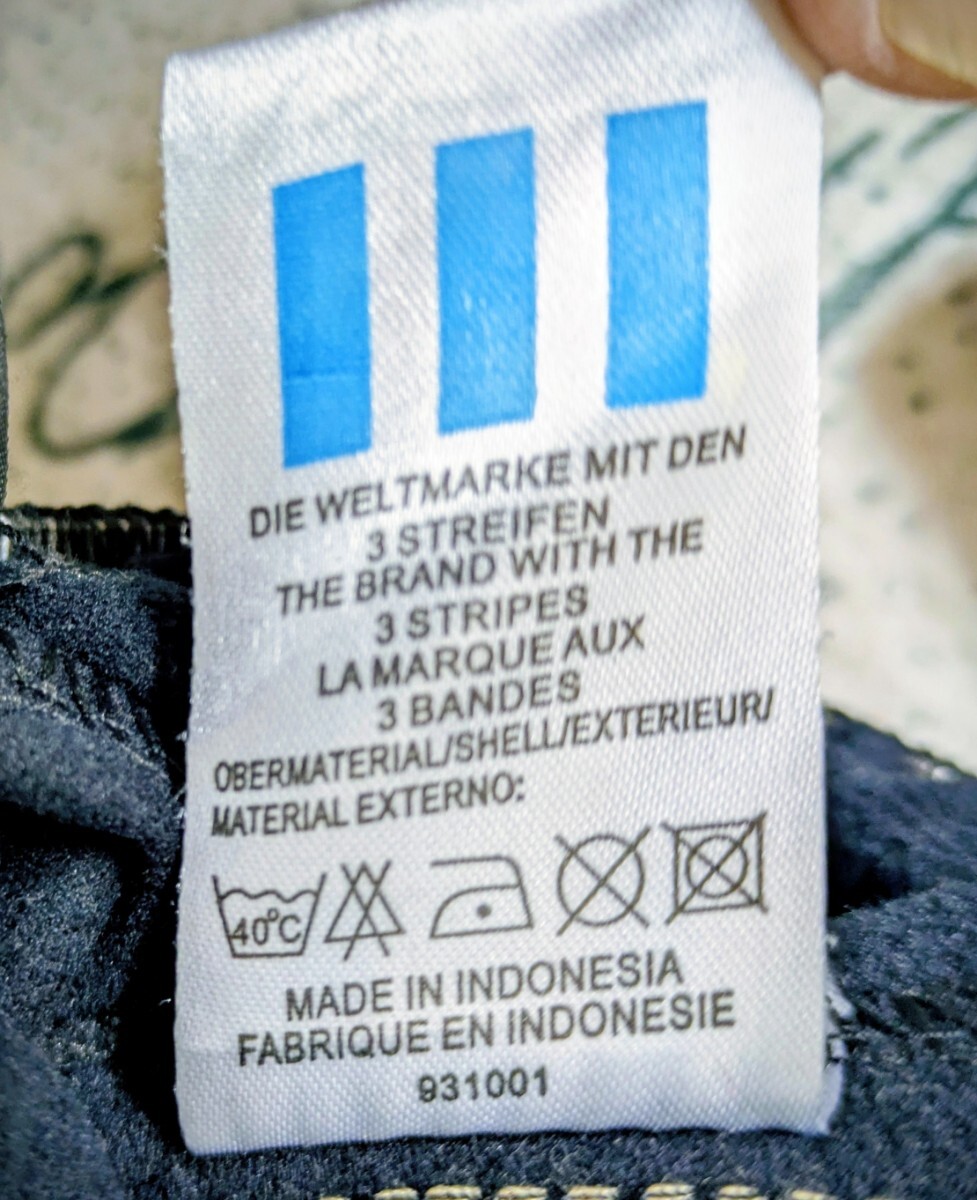 DIE WELTMARKE MIT DEN
3 STREIFEN
THE BRAND WITH THE
3 STRIPES
LA MARQUE AUX
3 BANDES
OBERMATERIAL/SHELL/EXTERIEUR/
MATERIAL EXTERNO:
40°C
MADE IN INDONESIA
FABRIQUE EN INDONESIE
931001